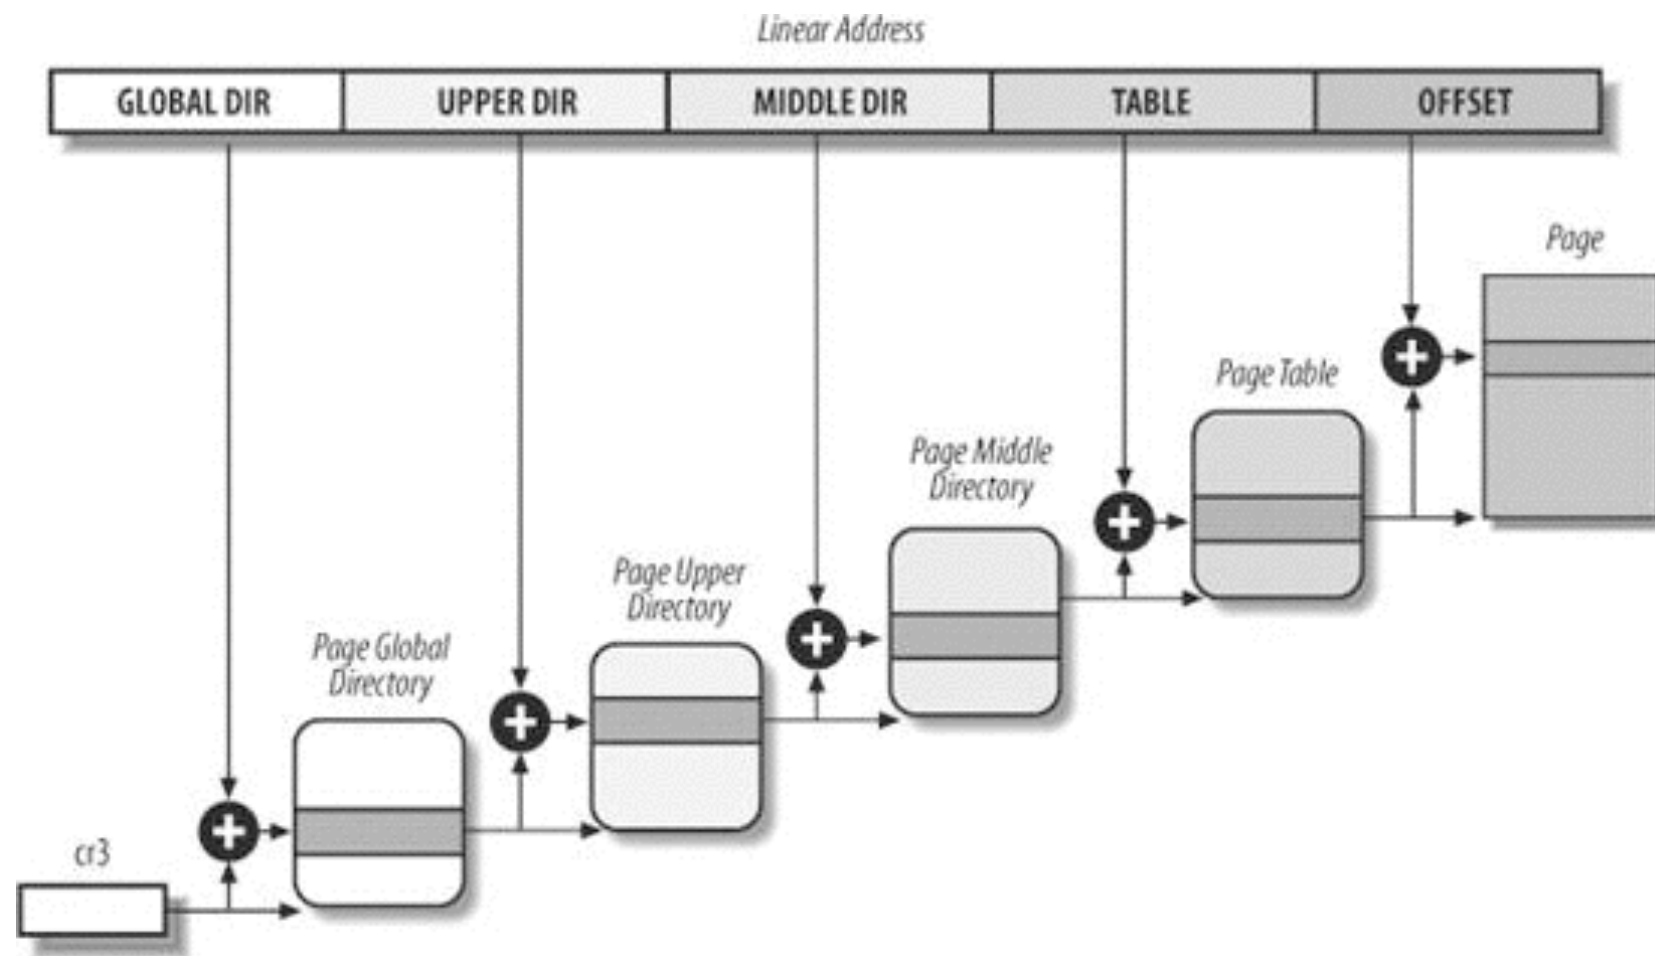 Linear Address
GLOBAL DIR
UPPER DIR
MIDDLE DIR
TABLE
OFFSET
Page
Page Table
Page Middle
Directory
Page Upper
Directory
Page Global
Directory
cr3